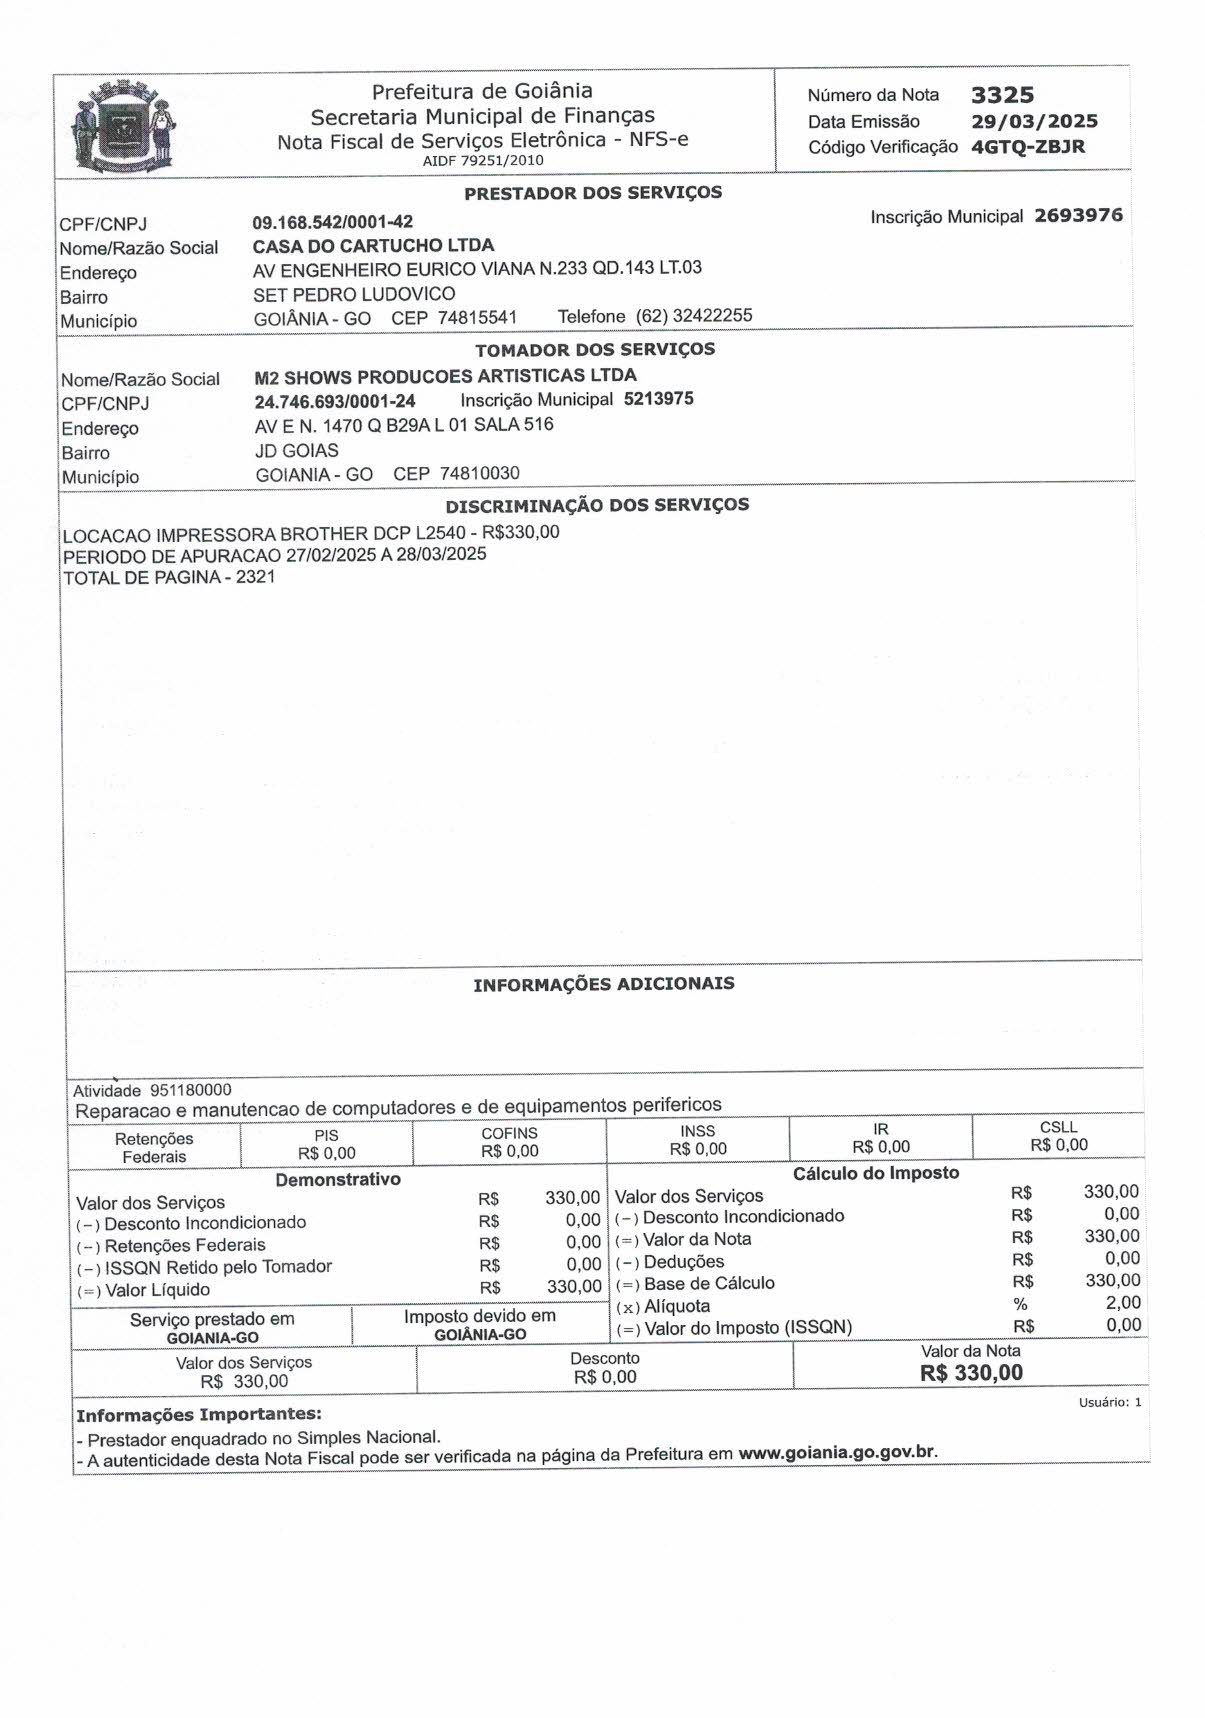 Prefeitura de Goiânia
Secretaria Municipal de Finanças
Nota Fiscal de Serviços Eletrônica - NFS-e
AIDF 79251/2010
Número da Nota 3325
Data Emissão 29/03/2025
Código Verificação 4GTQ-ZBJR
PRESTADOR DOS SERVIÇOS
CPF/CNPJ 09.168.542/0001-42 Inscrição Municipal 2693976
Nome/Razão Social CASA DO CARTUCHO LTDA
Endereço AV ENGENHEIRO EURICO VIANA N.233 QD.143 LT.03
Bairro SET PEDRO LUDOVICO
Município GOIÂNIA - GO CEP 74815541 Telefone (62) 32422255
TOMADOR DOS SERVIÇOS
Nome/Razão Social M2 SHOWS PRODUCOES ARTISTICAS LTDA
CPF/CNPJ 24.746.693/0001-24 Inscrição Municipal 5213975
Endereço AV E N. 1470 Q B29A L 01 SALA 516
Bairro JD GOIAS
Município GOIANIA - GO CEP 74810030
DISCRIMINAÇÃO DOS SERVIÇOS
LOCACAO IMPRESSORA BROTHER DCP L2540 - R$330,00
PERIODO DE APURACAO 27/02/2025 A 28/03/2025
TOTAL DE PAGINA - 2321
INFORMAÇÕES ADICIONAIS
Atividade 951180000
Reparacao e manutencao de computadores e de equipamentos perifericos
Retenções Federais
PIS R$ 0,00
COFINS R$ 0,00
INSS R$ 0,00
IR R$ 0,00
CSLL R$ 0,00
Demonstrativo
Valor dos Serviços R$ 330,00
(-) Desconto Incondicionado R$ 0,00
(-) Retenções Federais R$ 0,00
(-) ISSQN Retido pelo Tomador R$ 0,00
(=) Valor Líquido R$ 330,00
Serviço prestado em
GOIANIA-GO
Imposto devido em
GOIÂNIA-GO
Cálculo do Imposto
Valor dos Serviços R$ 330,00
(-) Desconto Incondicionado R$ 0,00
(=) Valor da Nota R$ 330,00
(-) Deduções R$ 0,00
(=) Base de Cálculo R$ 330,00
(x) Alíquota % 2,00
(=) Valor do Imposto (ISSQN) R$ 0,00
Valor dos Serviços
R$ 330,00
Desconto
R$ 0,00
Valor da Nota
R$ 330,00
Usuário: 1
Informações Importantes:
- Prestador enquadrado no Simples Nacional.
- A autenticidade desta Nota Fiscal pode ser verificada na página da Prefeitura em www.goiania.go.gov.br.